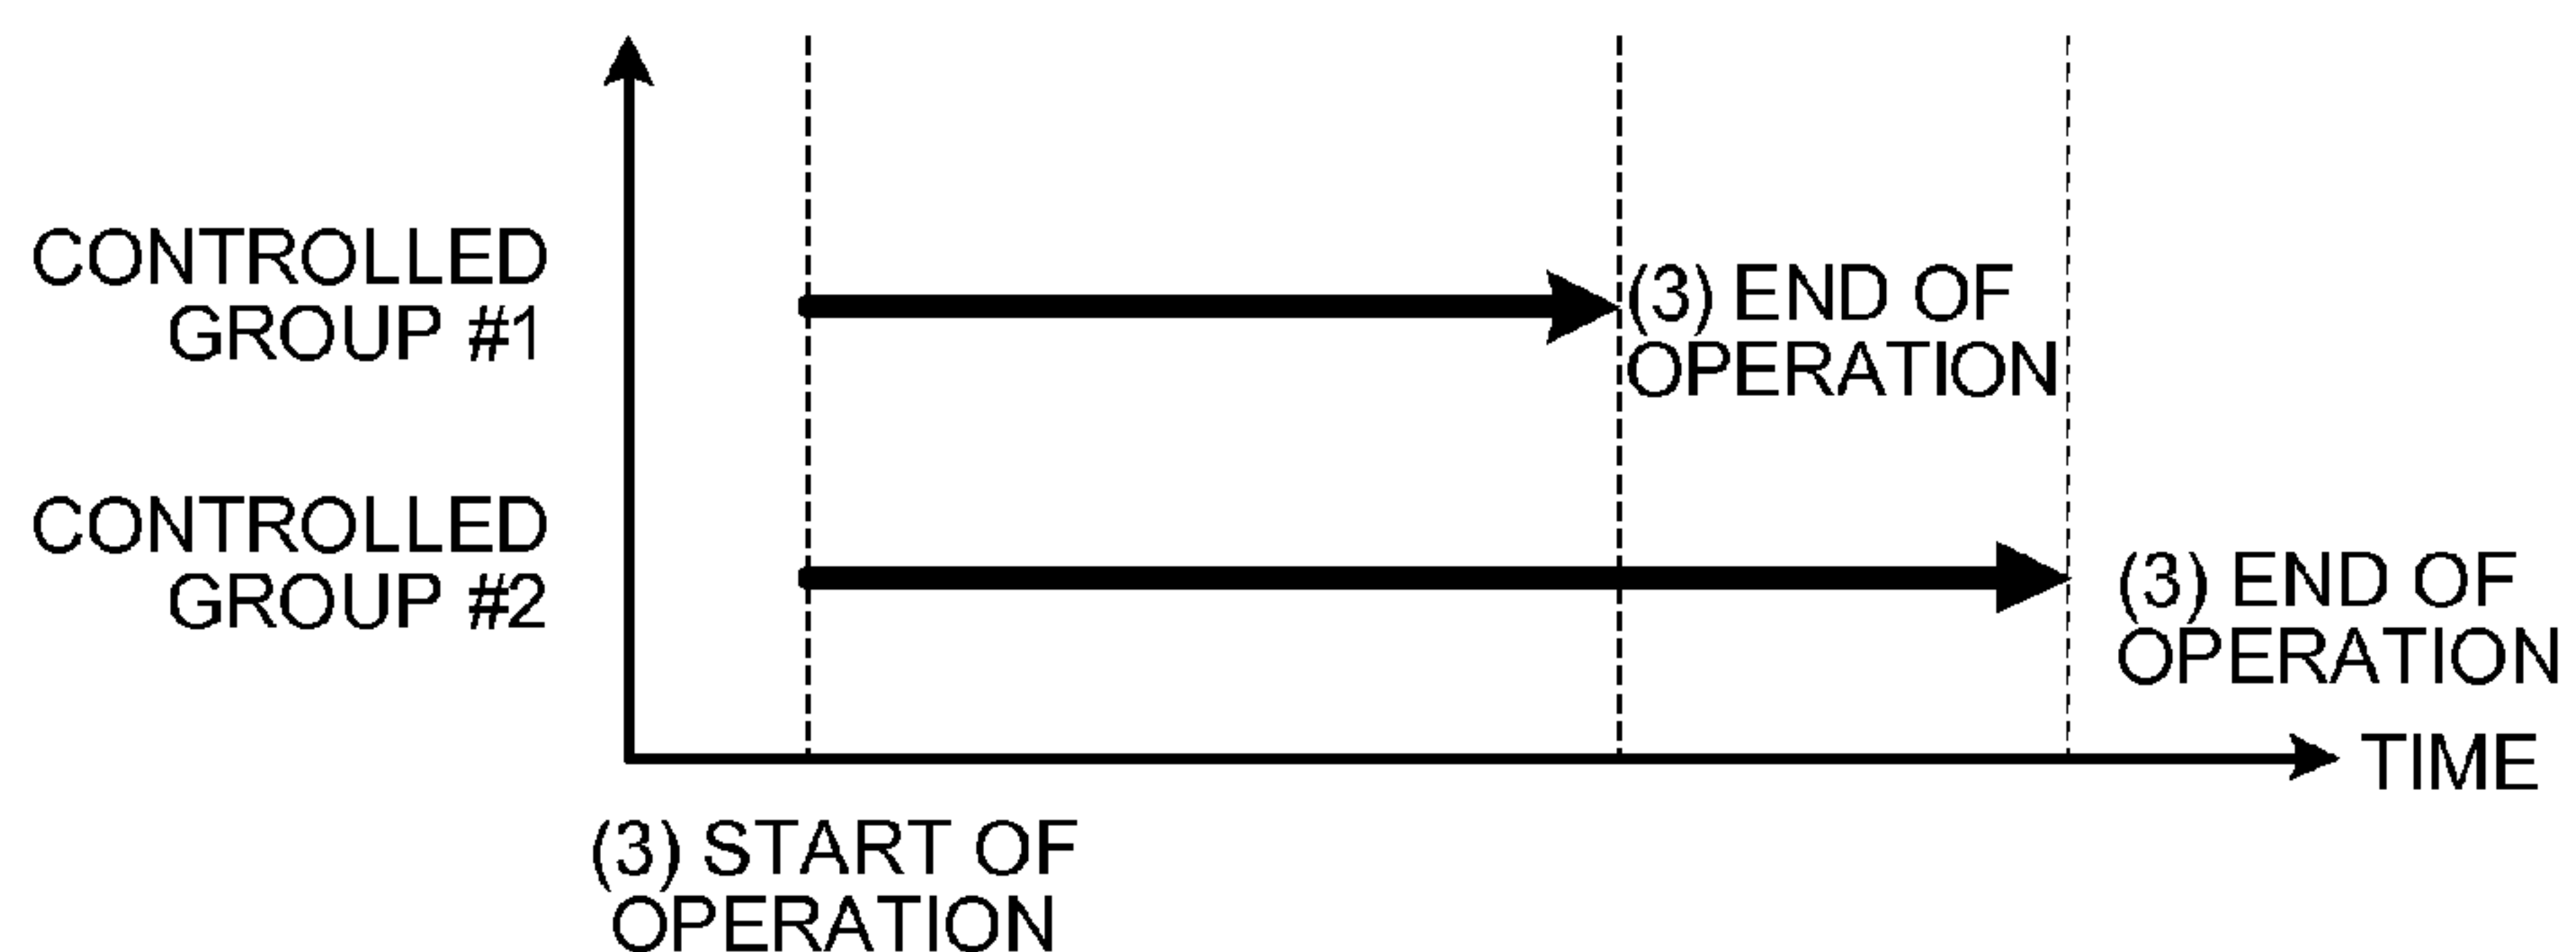 CONTROLLED
GROUP #1
(3) END OF
OPERATION
CONTROLLED
GROUP #2
(3) END OF
OPERATION
TIME
(3) START OF
OPERATION